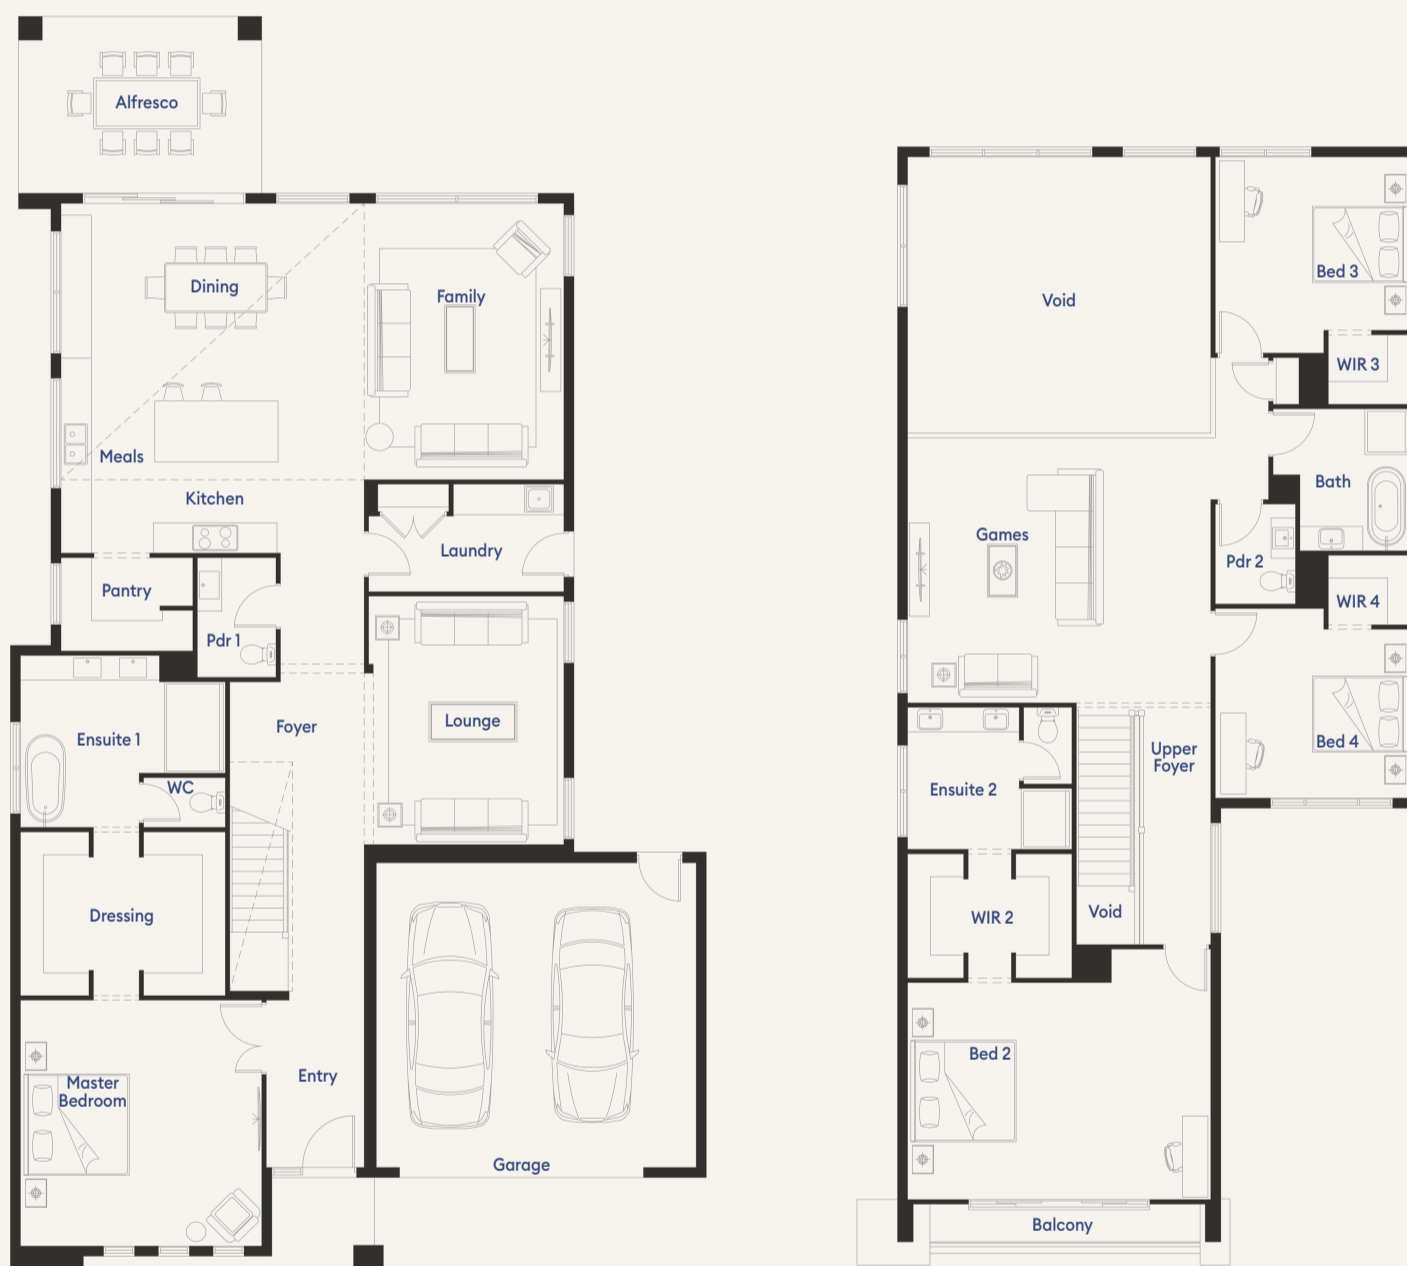 Alfresco
Dining
Family
Meals
Kitchen
Laundry
Pantry
Pdr 1
Ensuite 1
Foyer
Lounge
WC
Dressing
Master
Bedroom
Entry
Garage
Void
Bed 3
WIR 3
Bath
Games
Pdr 2
WIR 4
Bed 4
Upper
Foyer
Ensuite 2
WIR 2
Void
Bed 2
Balcony